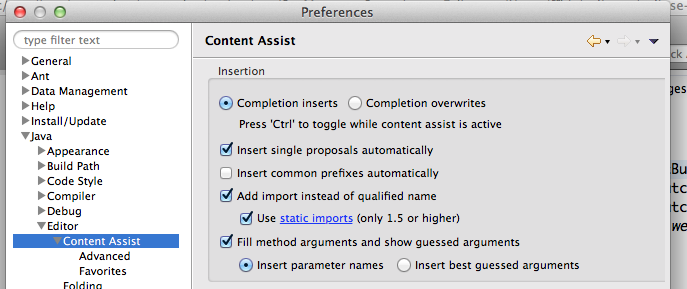 Preferences
type filter text
Content Assist
General
Ant
Data Management
Help
Install/Update
Java
Appearance
Build Path
Code Style
Compiler
Debug
Editor
Content Assist
Advanced
Favorites
Folding
Insertion
Completion inserts Completion overwrites
Press 'Ctrl' to toggle while content assist is active
Insert single proposals automatically
Insert common prefixes automatically
Add import instead of qualified name
Use static imports (only 1.5 or higher)
Fill method arguments and show guessed arguments
Insert parameter names Insert best guessed arguments